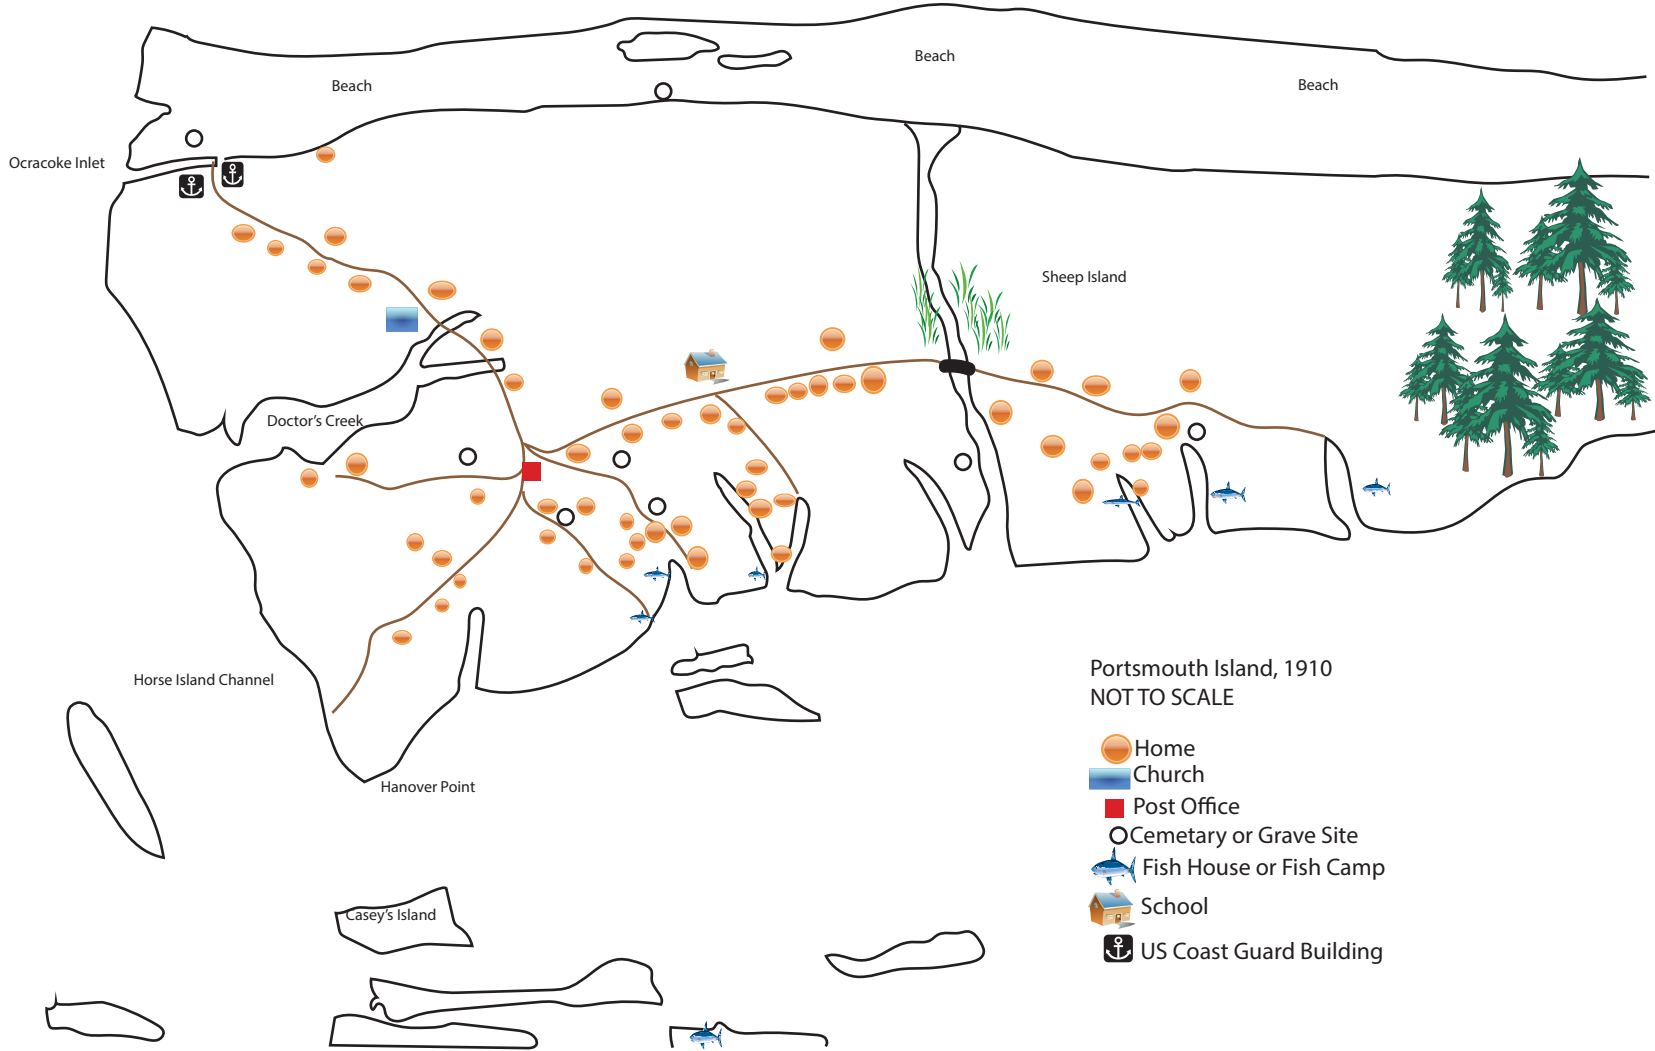 Beach
Beach
Beach
Ocracoke Inlet
Sheep Island
Doctor's Creek
Horse Island Channel
Hanover Point
Casey's Island
Portsmouth Island, 1910
NOT TO SCALE
Home
Church
Post Office
Cemetary or Grave Site
Fish House or Fish Camp
School
US Coast Guard Building